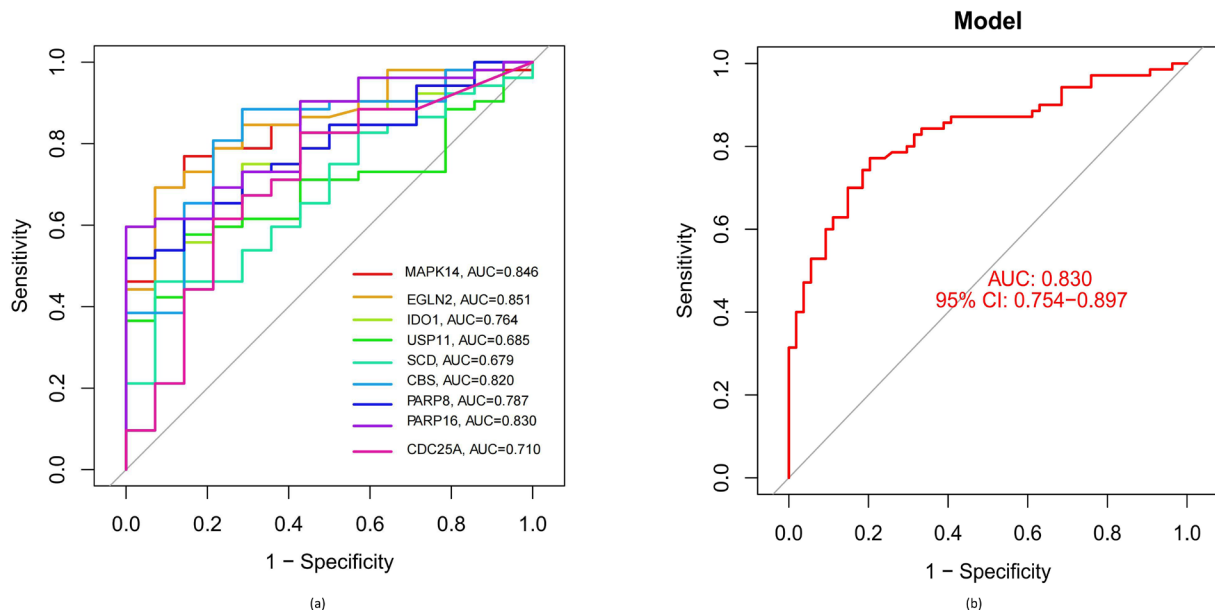 Sensitivity
1.0
0.8
0.6
0.4
0.2
0.0
MAPK14, AUC=0.846
EGLN2, AUC=0.851
IDO1, AUC=0.764
USP11, AUC=0.685
SCD, AUC=0.679
CBS, AUC=0.820
PARP8, AUC=0.787
PARP16, AUC=0.830
CDC25A, AUC=0.710
0.0 0.2 0.4 0.6 0.8 1.0
1 − Specificity
(a)
Model
Sensitivity
1.0
0.8
0.6
0.4
0.2
0.0
AUC: 0.830
95% CI: 0.754−0.897
0.0 0.2 0.4 0.6 0.8 1.0
1 − Specificity
(b)